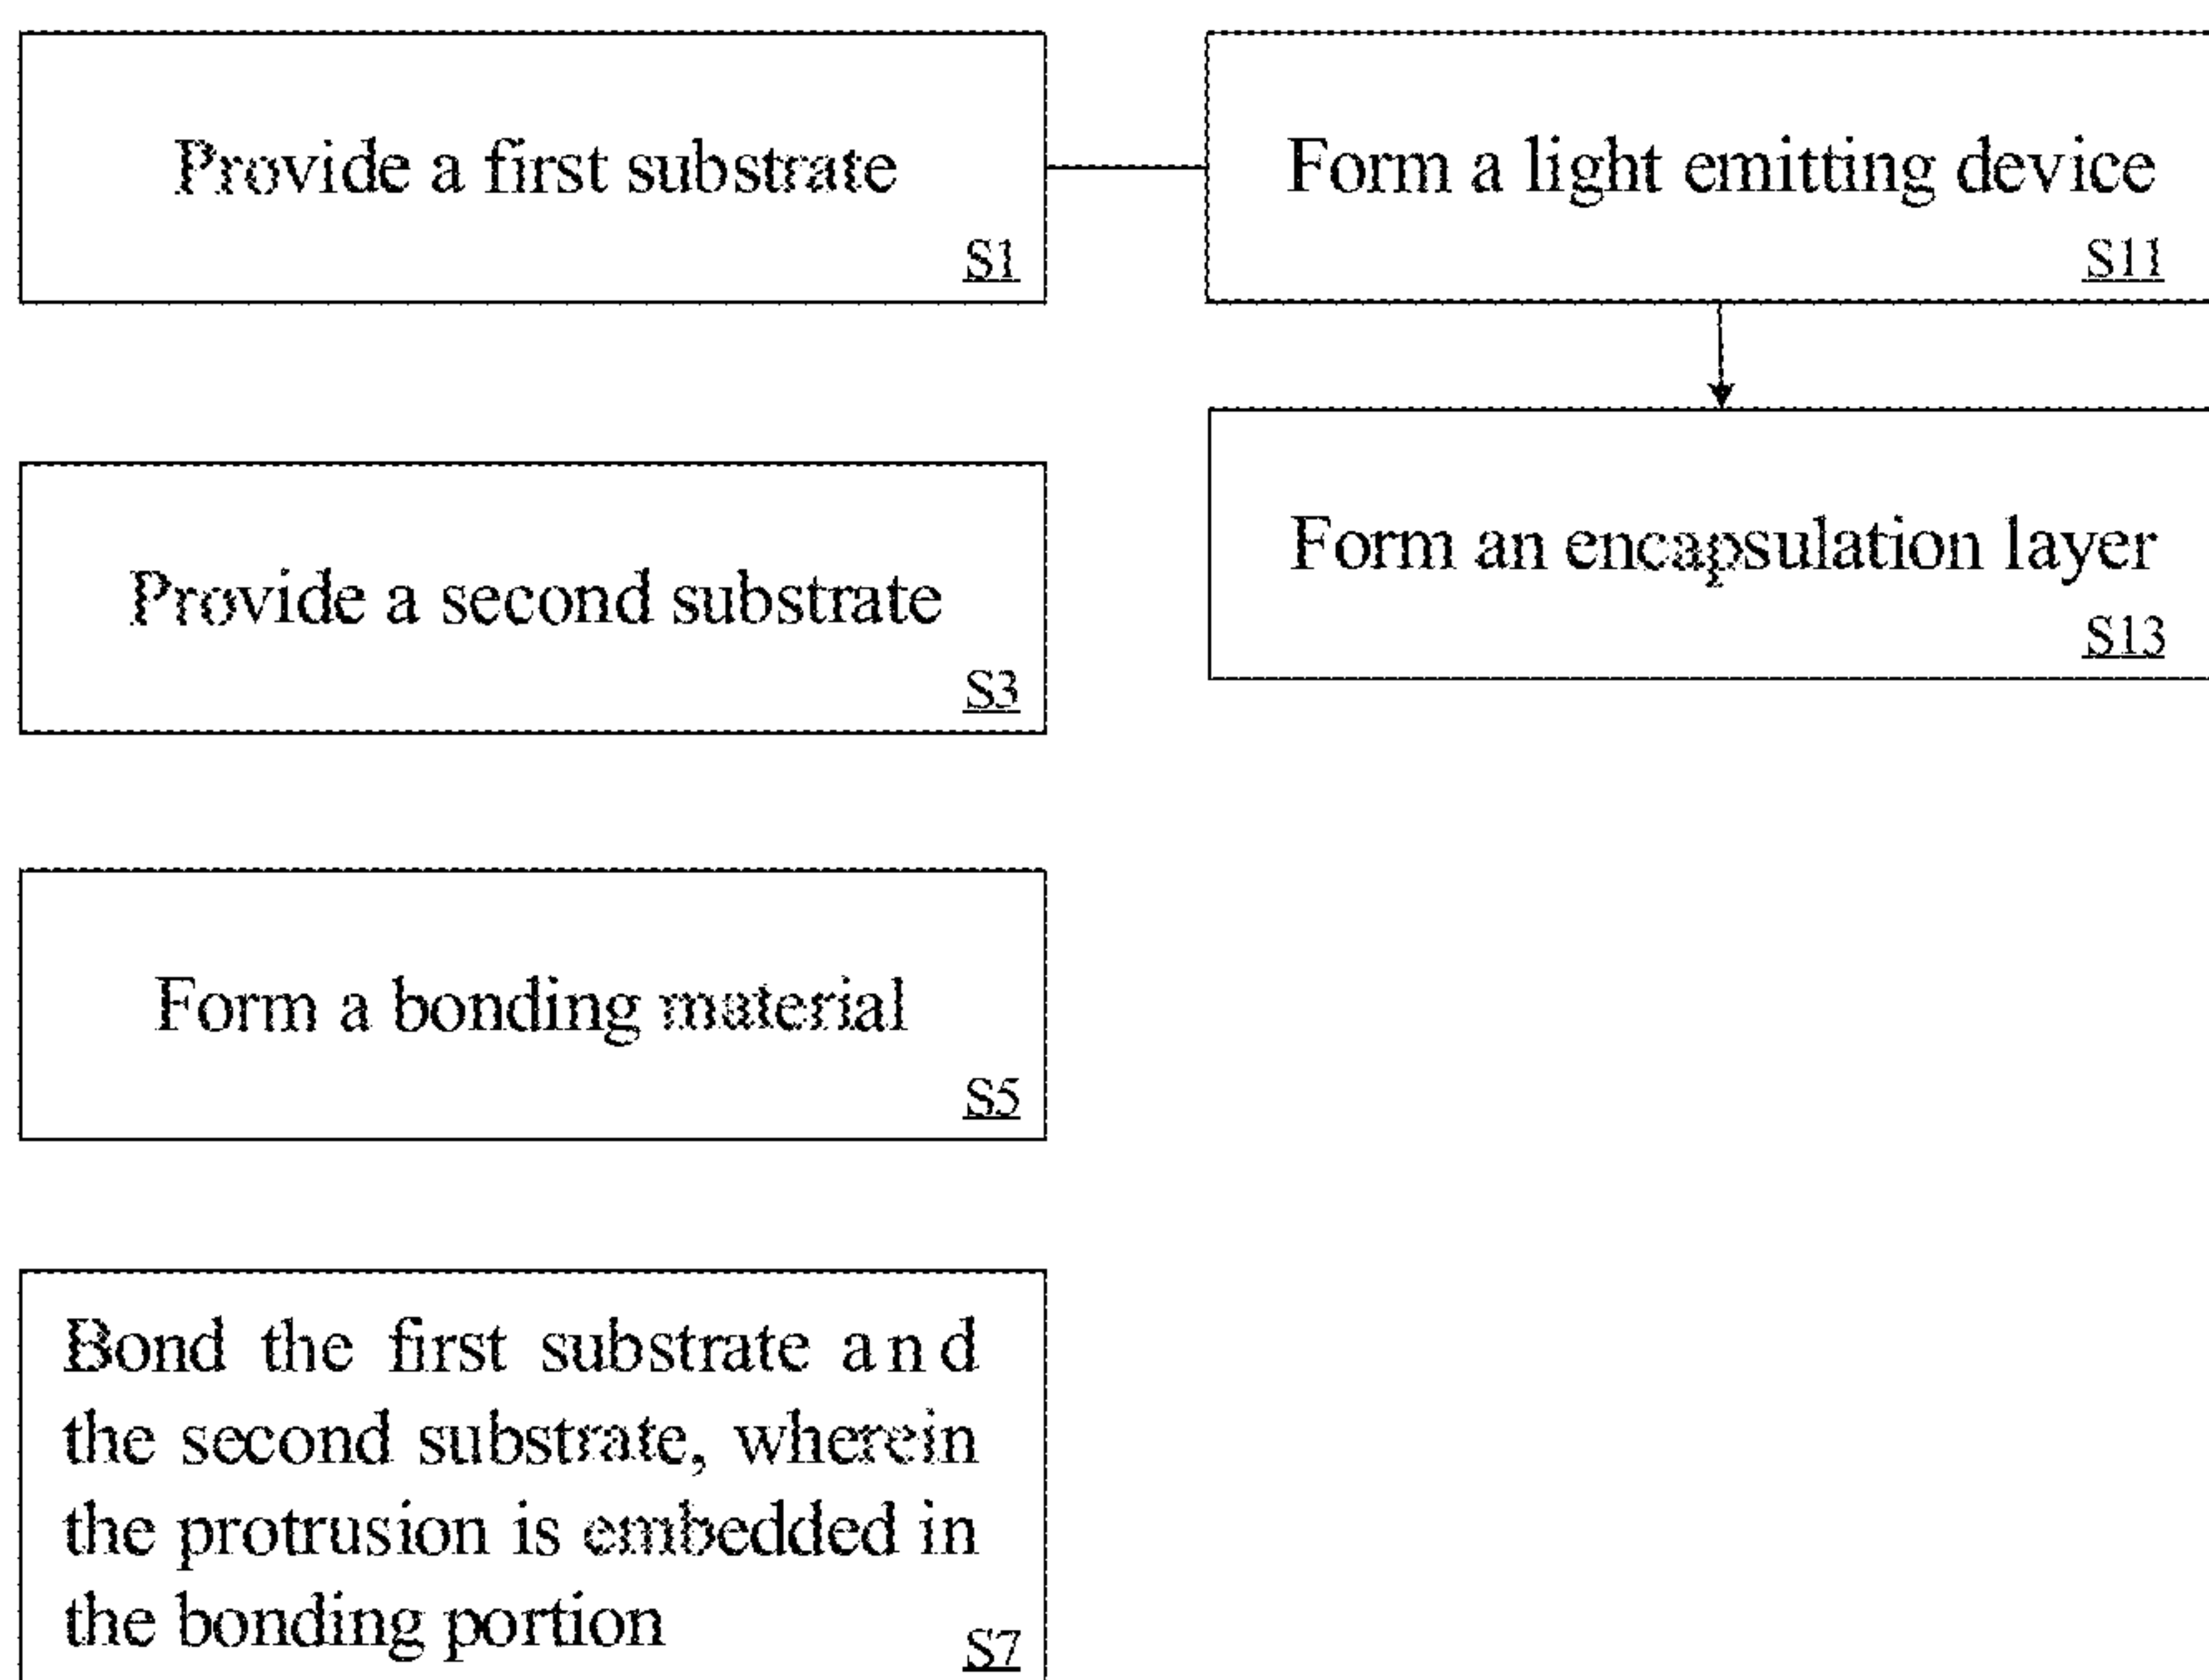 Provide a first substrate
S1
Form a light emitting device
S11
Provide a second substrate
S3
Form an encapsulation layer
S13
Form a bonding material
S5
Bond the first substrate and
the second substrate, wherein
the protrusion is embedded in
the bonding portion
S7